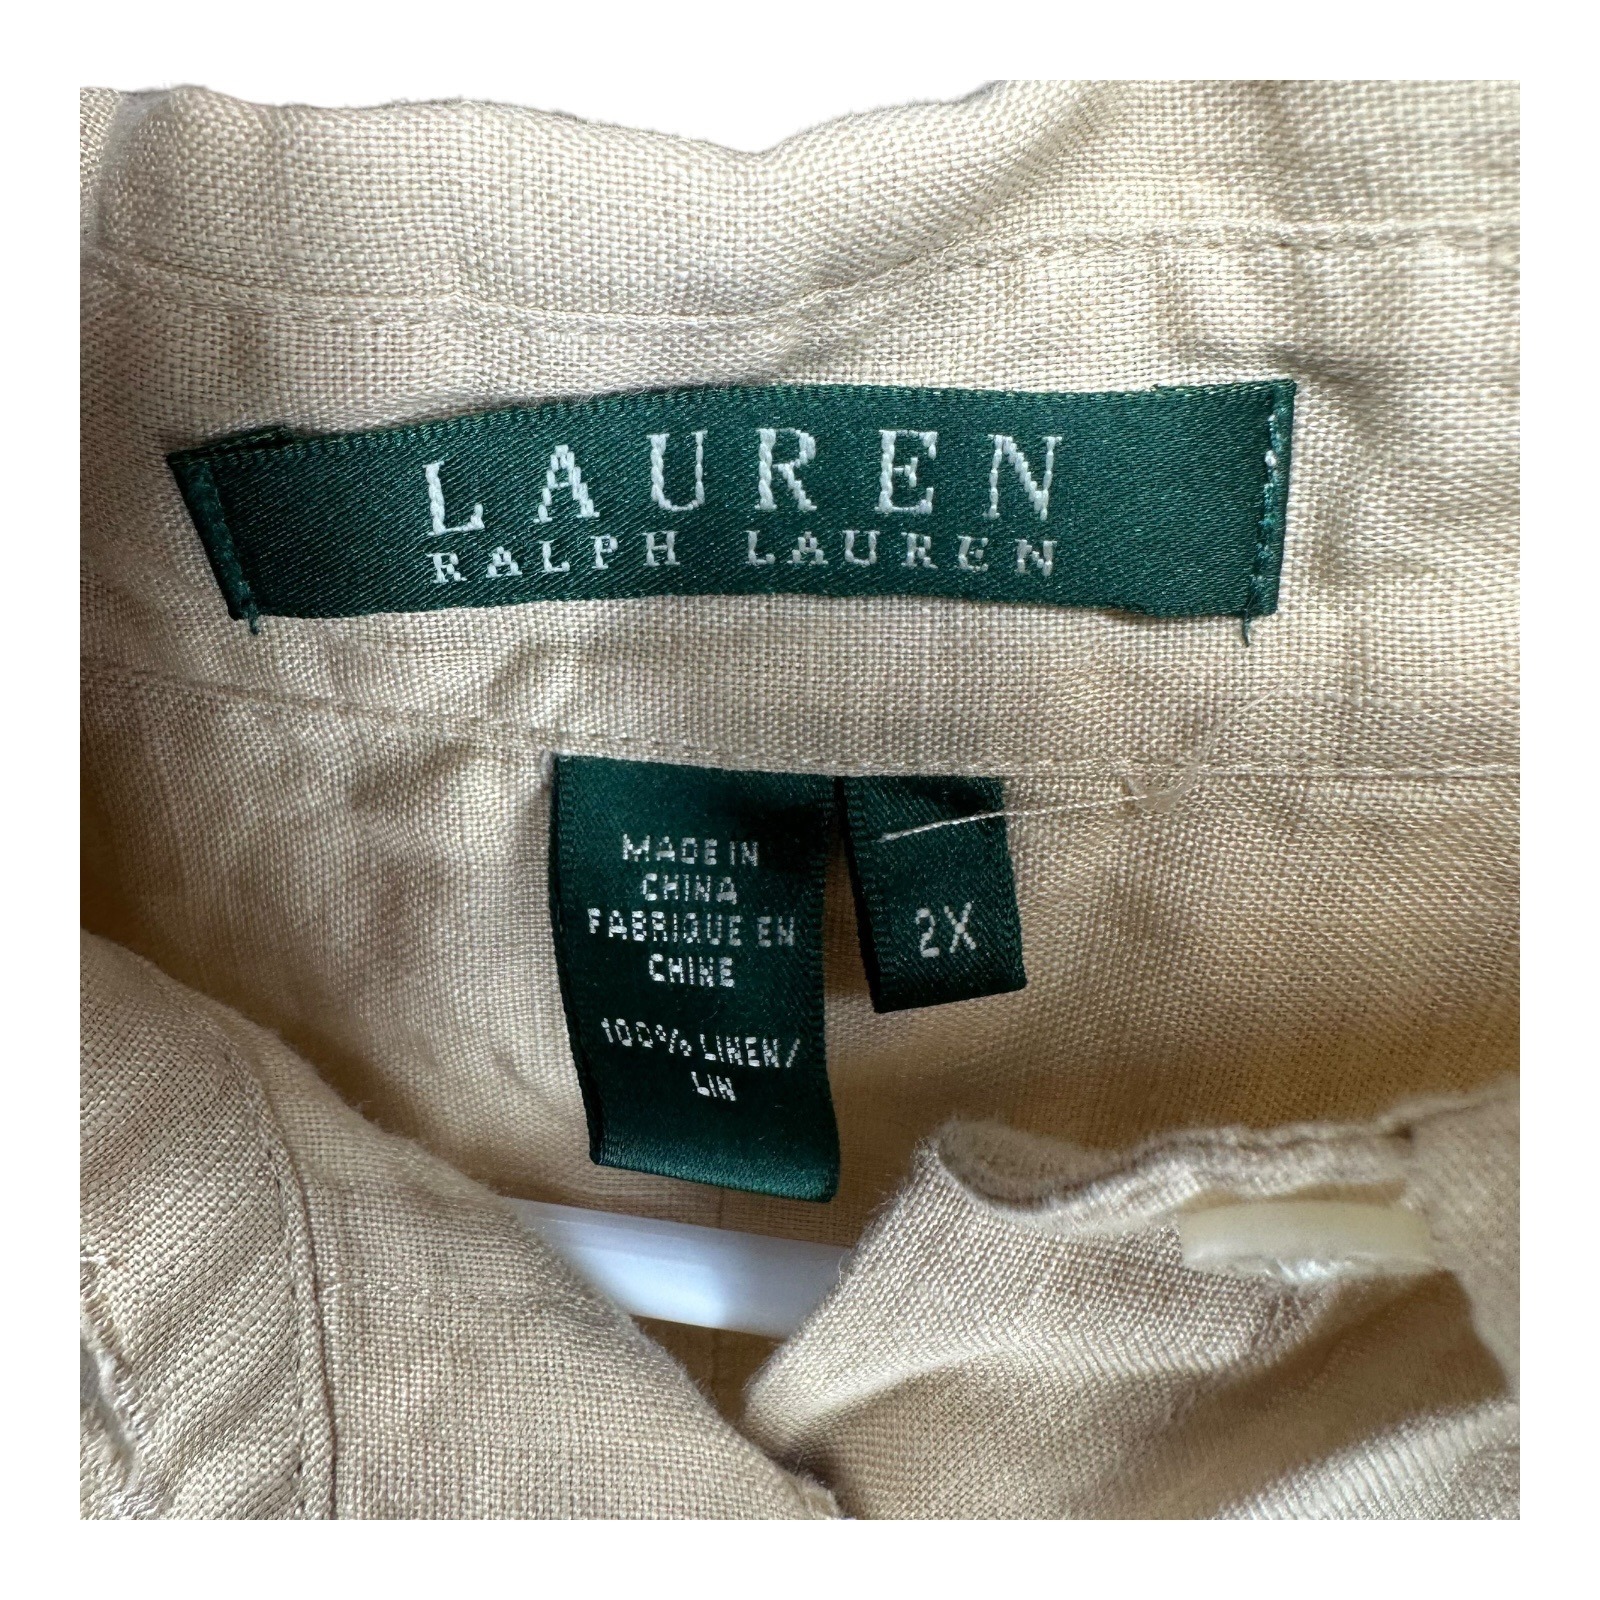 LAUREN
RALPH LAUREN
MADE IN
CHINA
FABRIQUE EN
CHINE
100% LINEN/
LIN
2X